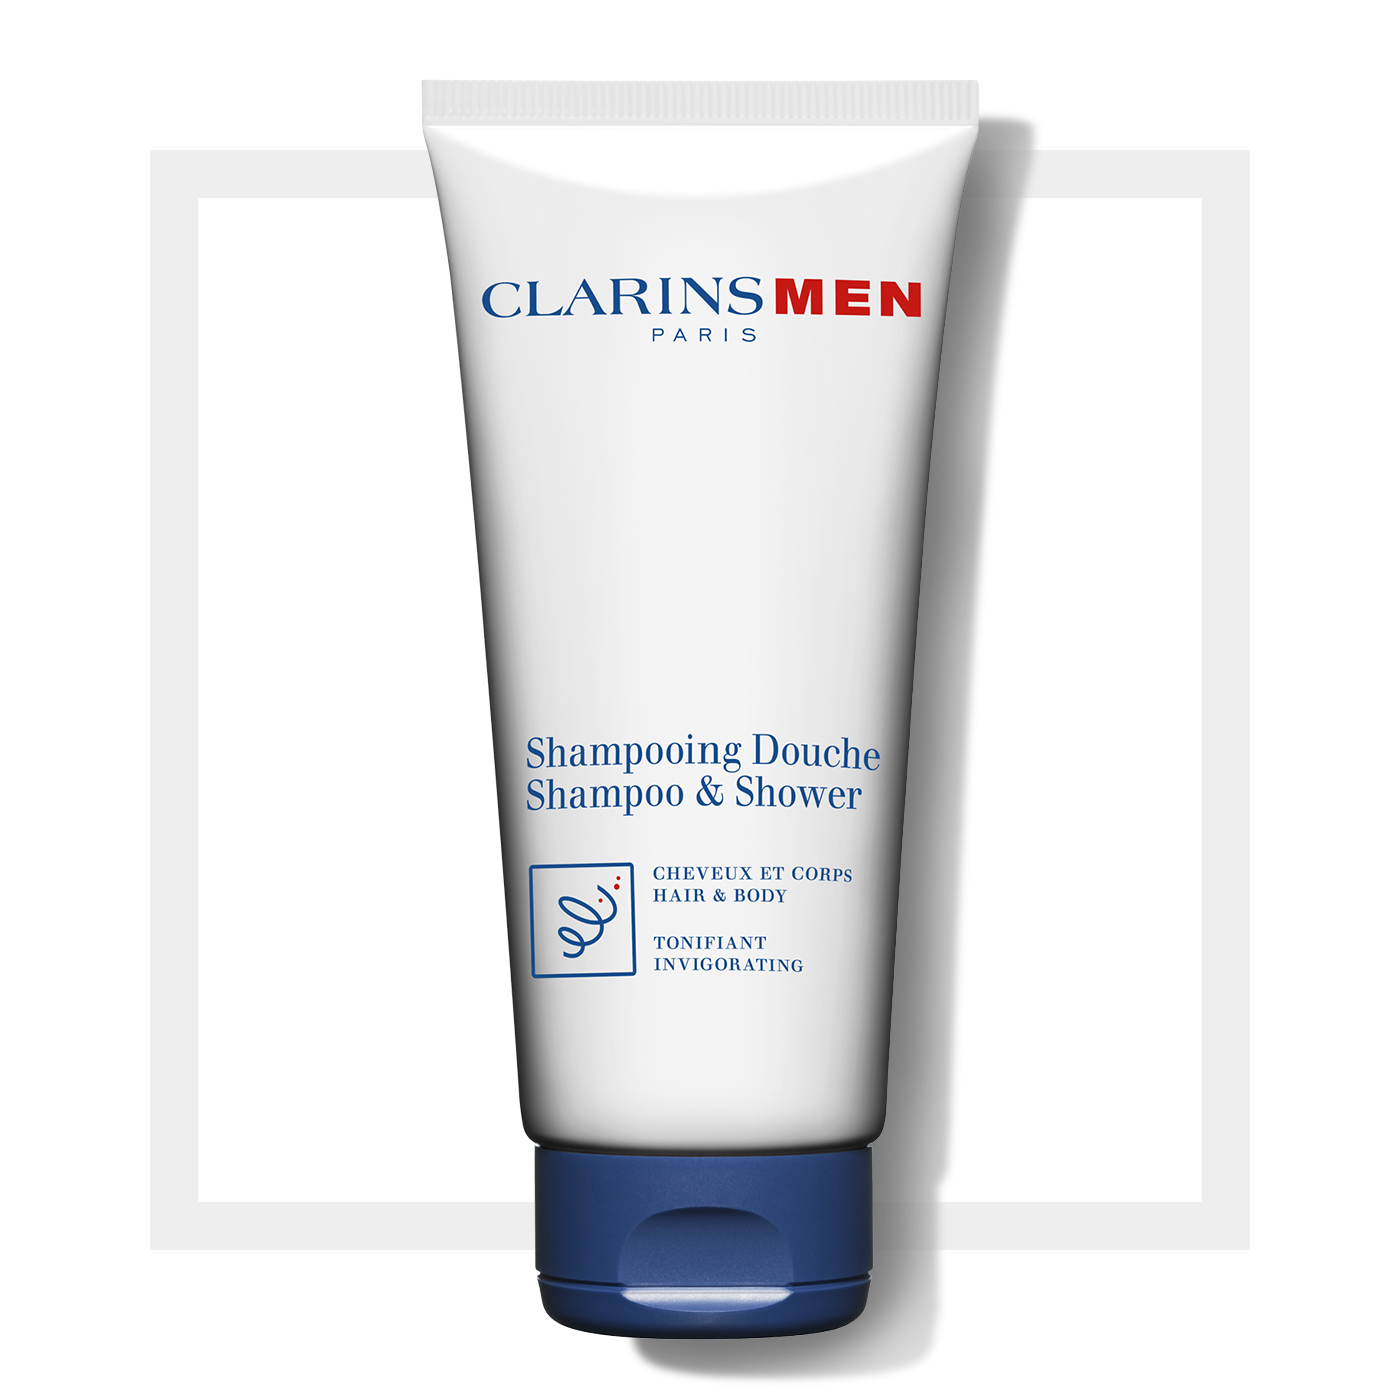 CLARINSMEN
PARIS
Shampooing Douche
Shampoo & Shower
CHEVEUX ET CORPS
HAIR & BODY
TONIFIANT
INVIGORATING